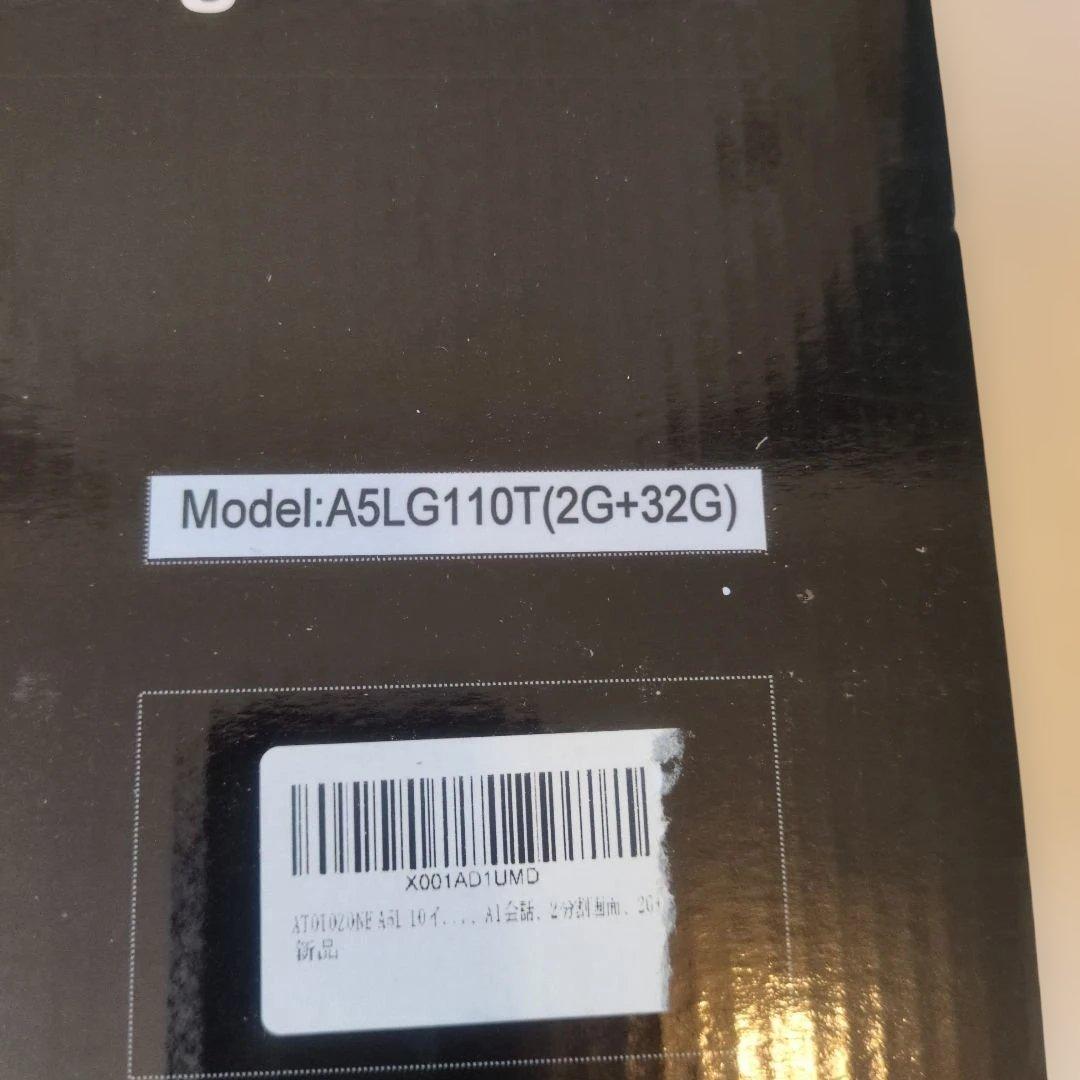 Model:A5LG110T(2G+32G)
X001AD1UMD
ATOTOZONE A5L 10イ.... AI会話、2分割画面、2G+
新品